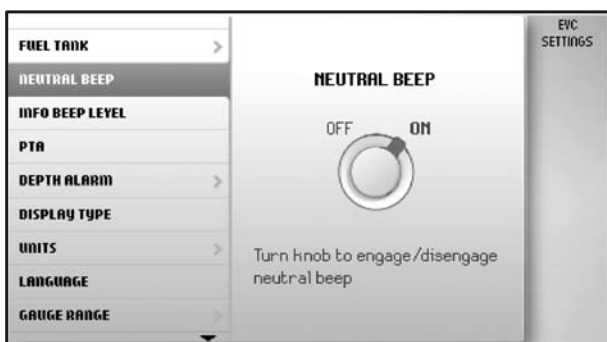 FUEL TANK
NEUTRAL BEEP
INFO BEEP LEVEL
PTA
DEPTH ALARM
DISPLAY TYPE
UNITS
LANGUAGE
GAUGE RANGE
NEUTRAL BEEP
OFF ON
Turn knob to engage/disengage
neutral beep
EVC
SETTINGS